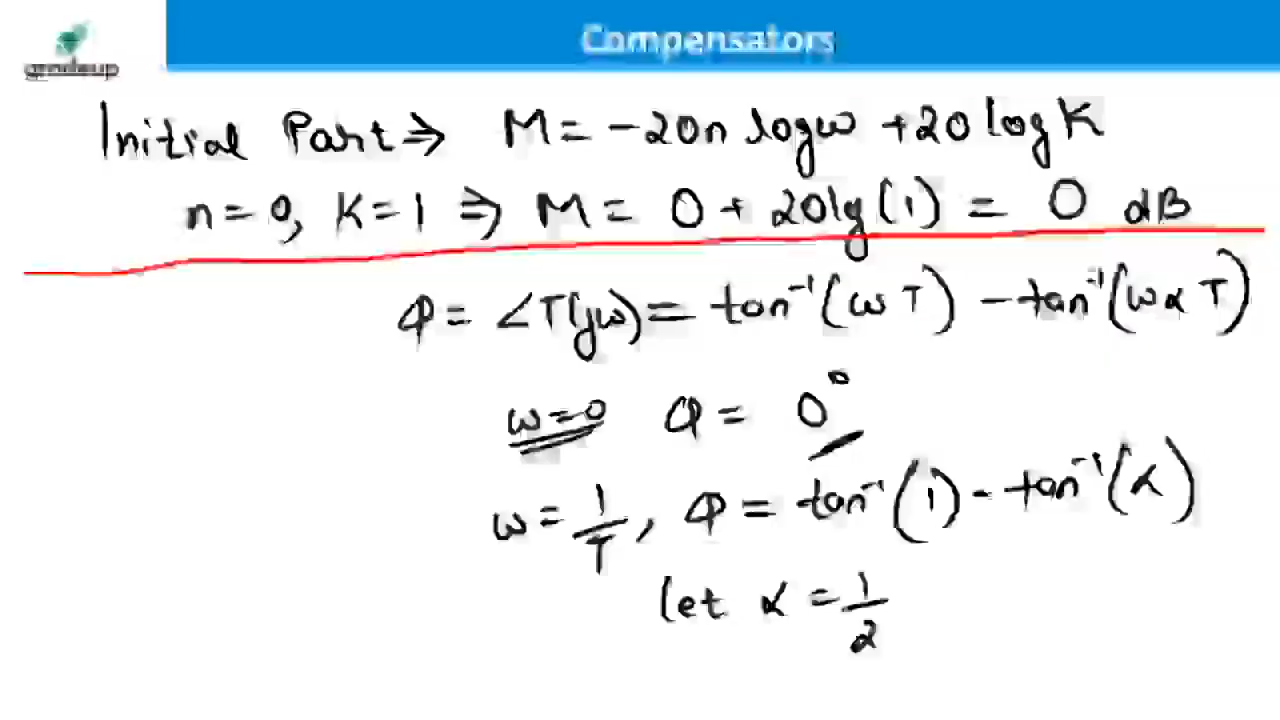 Compensators
gradeup
Initial Part ⇒ M = -20n logω + 20 log K
n = 0, K = 1 ⇒ M = 0 + 20lg(1) = 0 dB
φ = ∠T(jω) = tan⁻¹(ωT) - tan⁻¹(ωαT)
ω=0 φ = 0°
ω = 1/T, φ = tan⁻¹(1) - tan⁻¹(α)
let α = 1/2